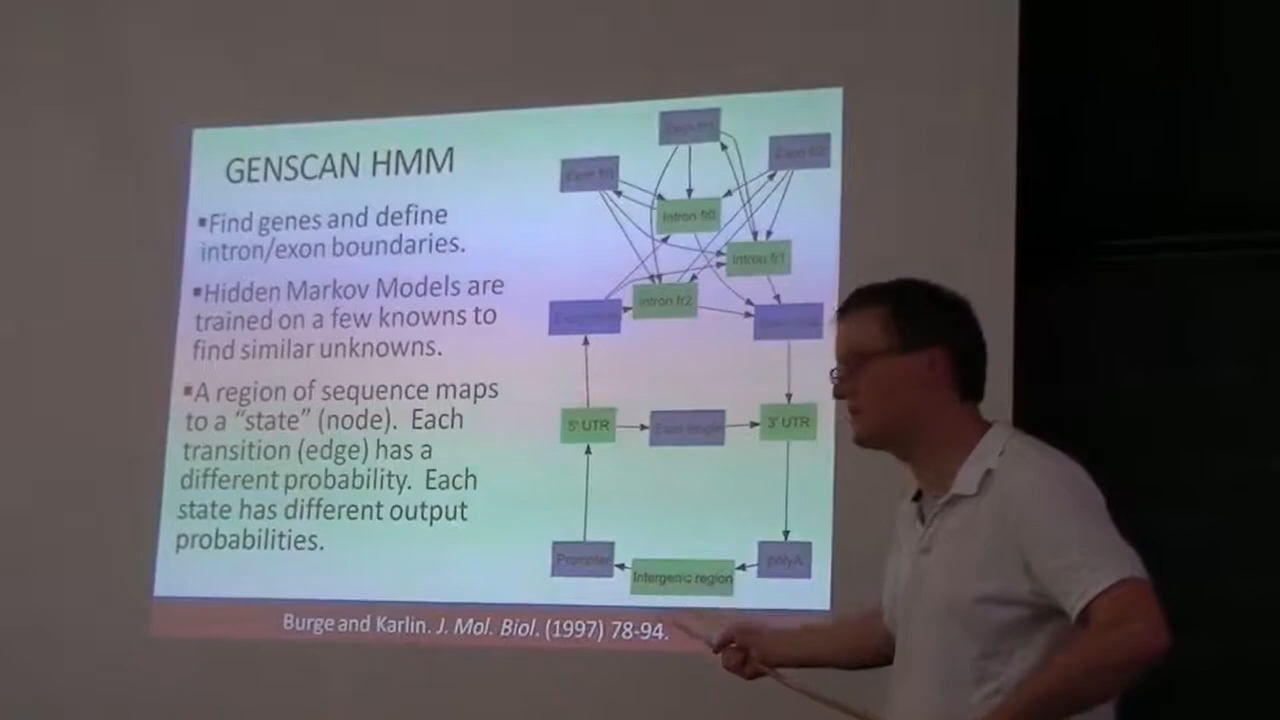 GENSCAN HMM
▪Find genes and define
intron/exon boundaries.
▪Hidden Markov Models are
trained on a few knowns to
find similar unknowns.
▪A region of sequence maps
to a “state” (node). Each
transition (edge) has a
different probability. Each
state has different output
probabilities.
Intron fr0
Intron fr1
Intron fr2
5' UTR
Exon single
3' UTR
Promoter
Intergenic region
polyA
Burge and Karlin. J. Mol. Biol. (1997) 78-94.